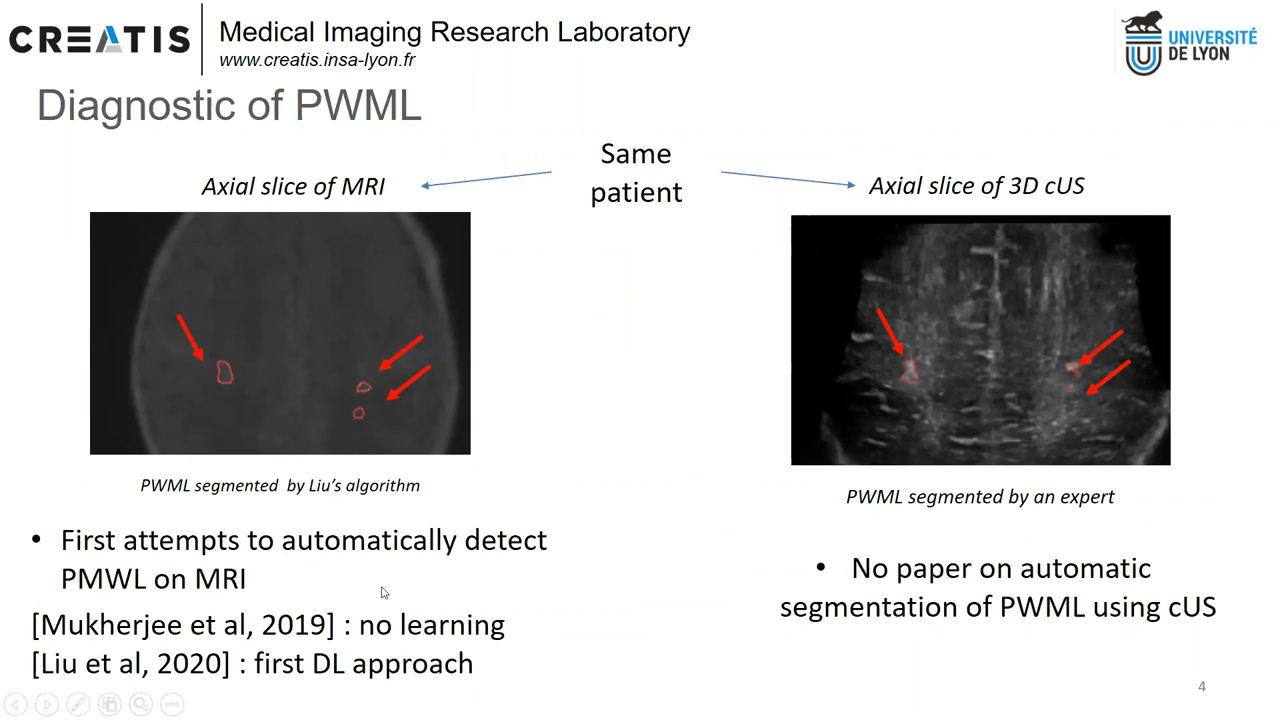 CREATIS
Medical Imaging Research Laboratory
www.creatis.insa-lyon.fr
UNIVERSITÉ
DE LYON
Diagnostic of PWML
Same
patient
Axial slice of MRI
Axial slice of 3D cUS
PWML segmented by Liu's algorithm
PWML segmented by an expert
• First attempts to automatically detect
PMWL on MRI
[Mukherjee et al, 2019] : no learning
[Liu et al, 2020] : first DL approach
• No paper on automatic
segmentation of PWML using cUS
4